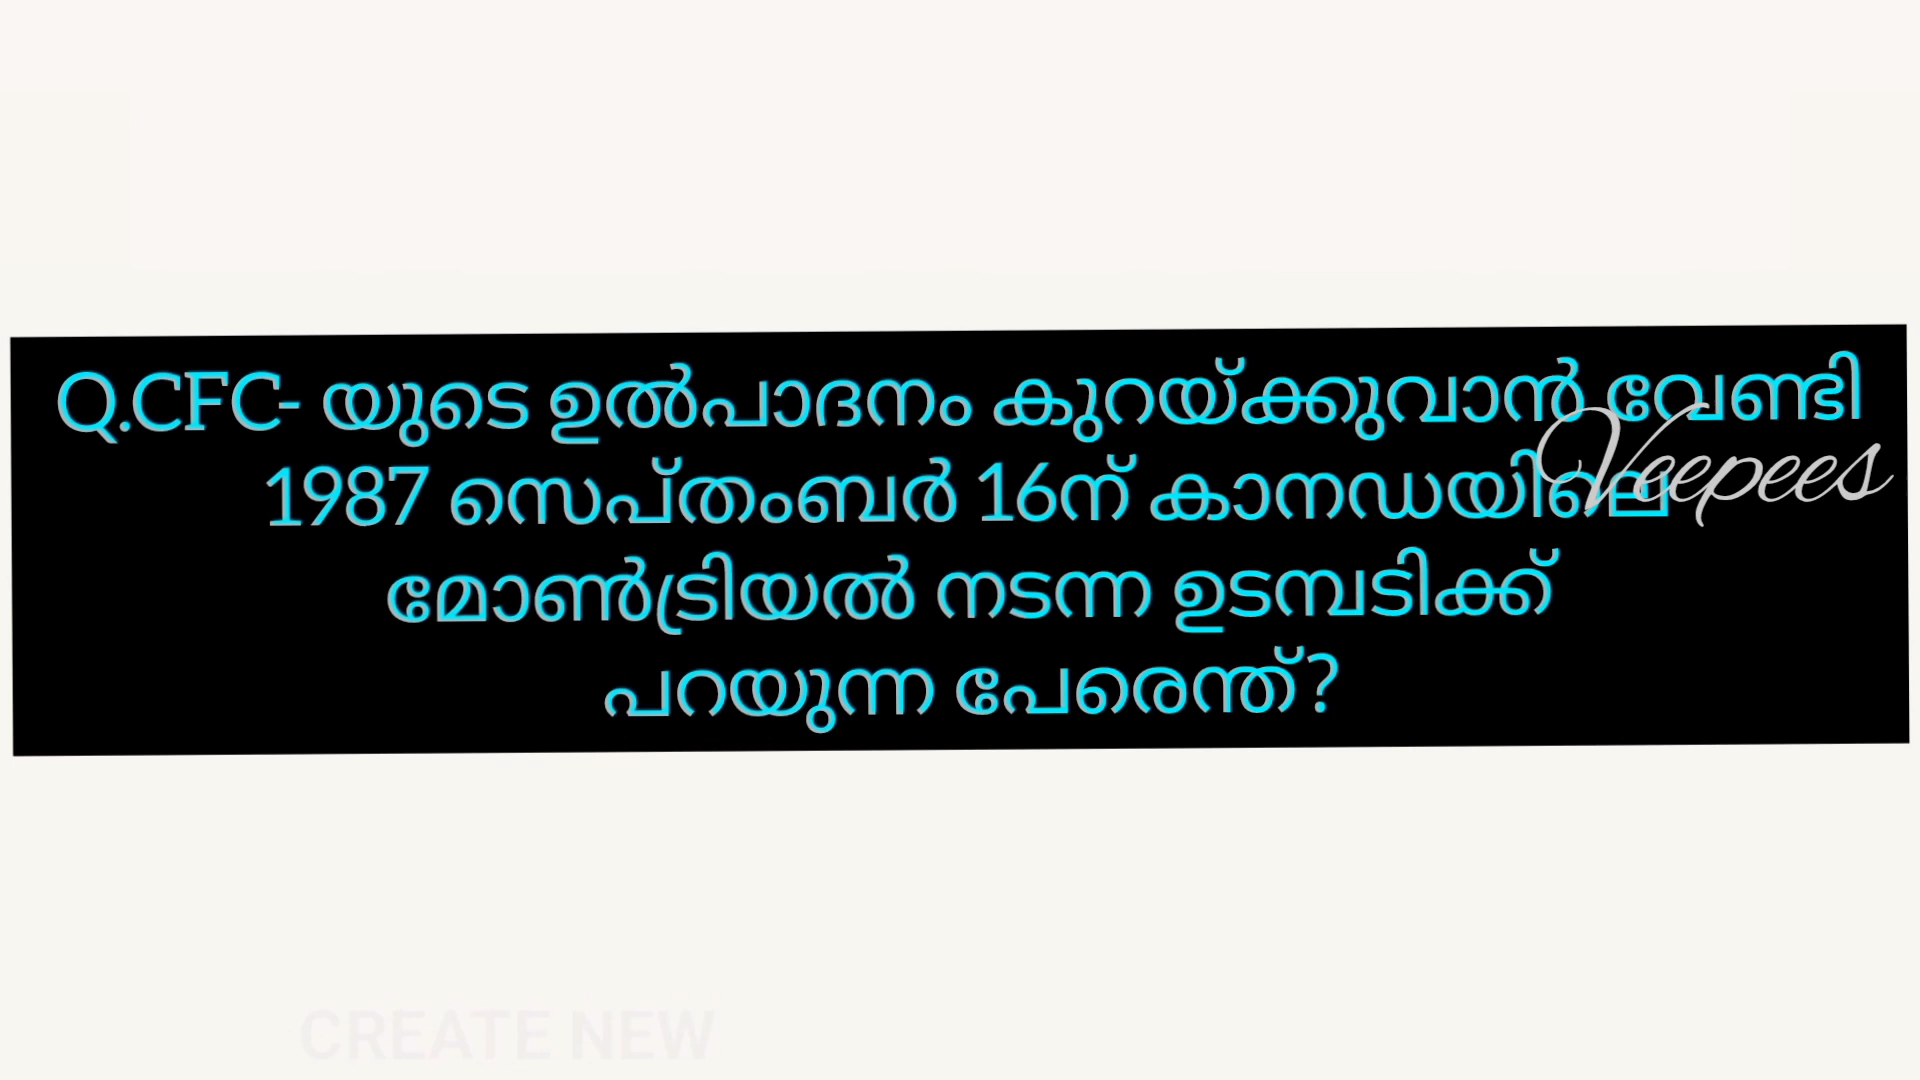 Q.CFC- യുടെ ഉൽപാദനം കുറയ്ക്കുവാൻ വേണ്ടി
1987 സെപ്തംബർ 16ന് കാനഡയിലെ
Veepees
മോൺട്രിയൽ നടന്ന ഉടമ്പടിക്ക്
പറയുന്ന പേരെന്ത്?
CREATE NEW